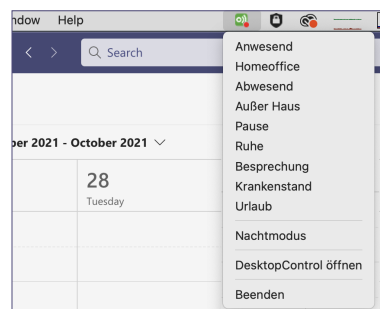 ndow Help
Search
ber 2021 - October 2021
28
Tuesday
Anwesend
Homeoffice
Abwesend
Außer Haus
Pause
Ruhe
Besprechung
Krankenstand
Urlaub
Nachtmodus
DesktopControl öffnen
Beenden